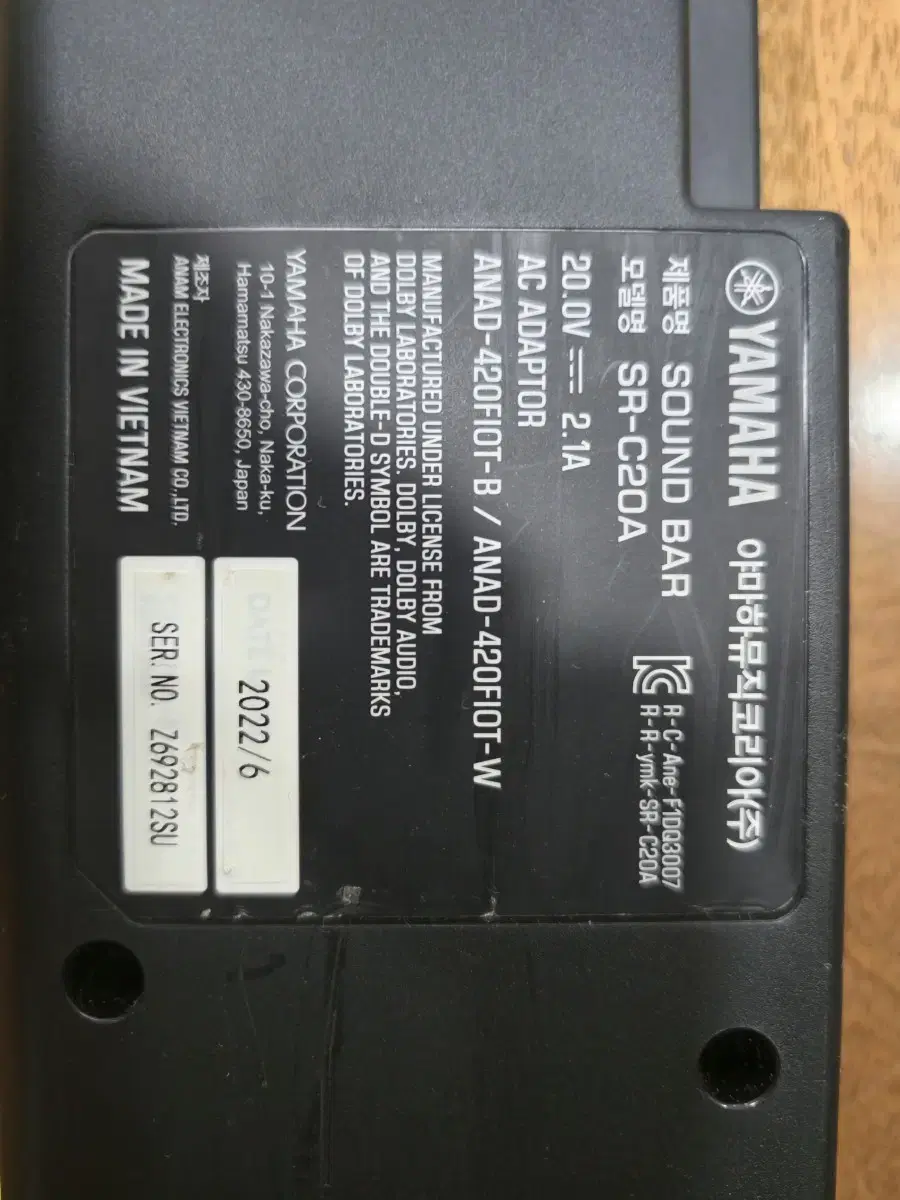 YAMAHA 야마하뮤직코리아(주)
제품명 SOUND BAR
모델명 SR-C20A
R-C-Ane-F1DQ3007
R-R-ymk-SR-C20A
20.0V ⎓ 2.1A
AC ADAPTOR
ANAD-420FIOT-B / ANAD-420FIOT-W
MANUFACTURED UNDER LICENSE FROM
DOLBY LABORATORIES. DOLBY, DOLBY AUDIO,
AND THE DOUBLE-D SYMBOL ARE TRADEMARKS
OF DOLBY LABORATORIES.
YAMAHA CORPORATION
10-1 Nakazawa-cho, Naka-ku,
Hamamatsu 430-8650, Japan
제조자
ANAM ELECTRONICS VIETNAM CO.,LTD.
MADE IN VIETNAM
DATE 2022/6
SER. NO. Z692812SU